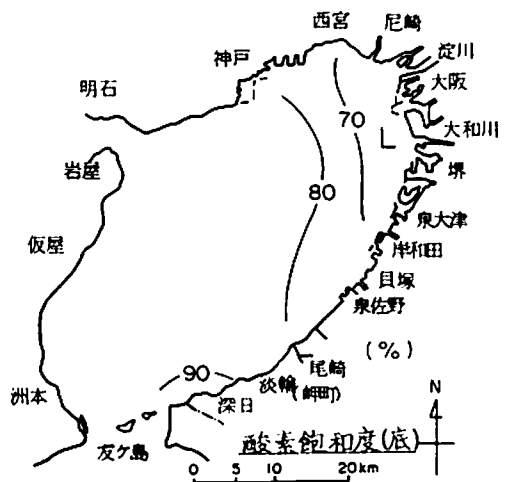 西宮
尼崎
淀川
神戸
大阪
明石
70
大和川
L
岩屋
堺
80
泉大津
仮屋
岸和田
貝塚
泉佐野
(%)
90
尾崎
淡輪
(岬町)
洲本
深日
N
友ケ島
酸素飽和度(底)
0 5 10 20km